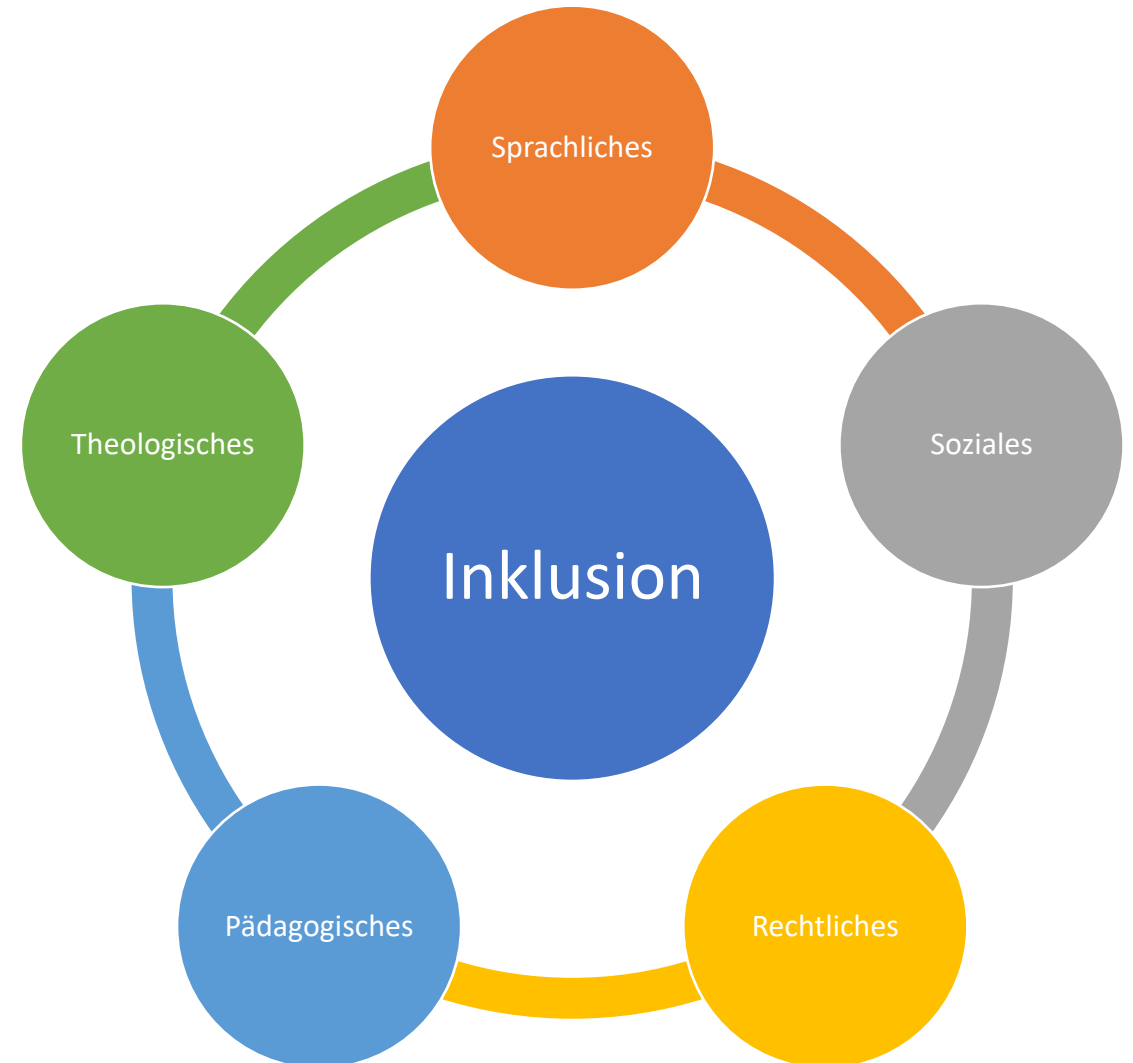 Sprachliches
Theologisches
Soziales
Inklusion
Pädagogisches
Rechtliches